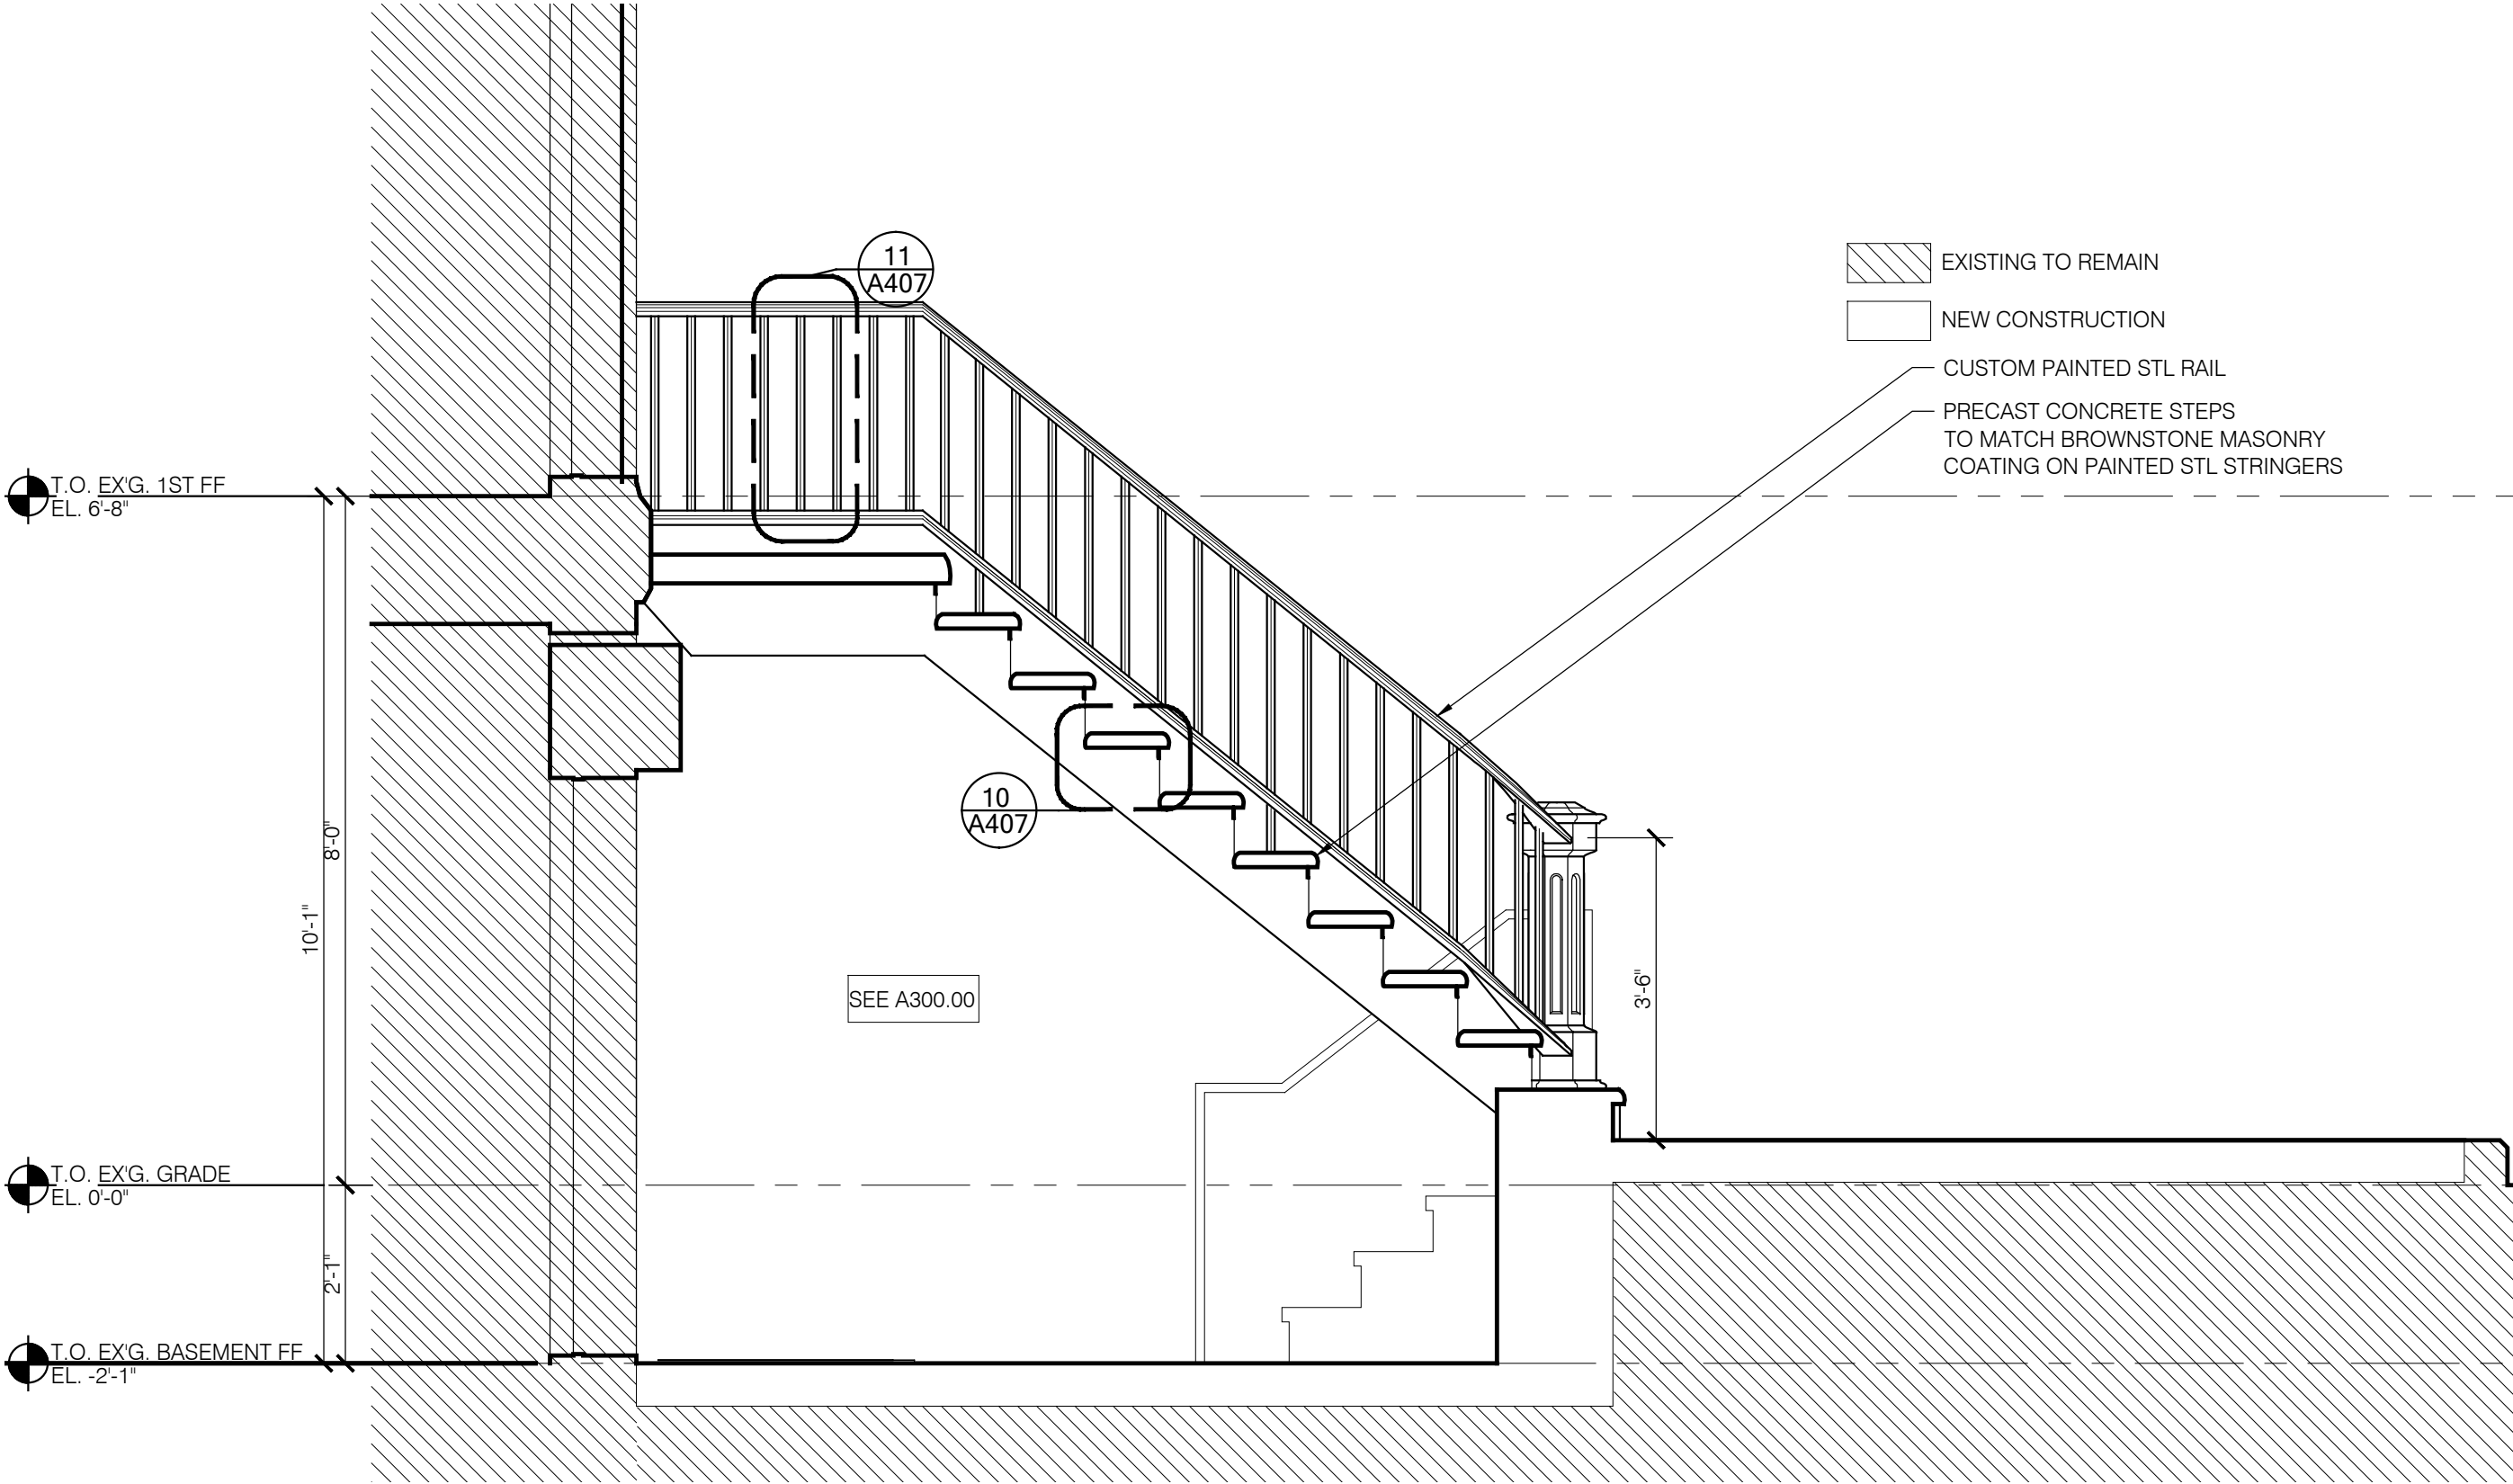 11
A407
EXISTING TO REMAIN
NEW CONSTRUCTION
CUSTOM PAINTED STL RAIL
PRECAST CONCRETE STEPS
TO MATCH BROWNSTONE MASONRY
COATING ON PAINTED STL STRINGERS
T.O. EX'G. 1ST FF
EL. 6'-8"
10
A407
8'-0"
10'-1"
SEE A300.00
3'-6"
T.O. EX'G. GRADE
EL. 0'-0"
2'-1"
T.O. EX'G. BASEMENT FF
EL. -2'-1"